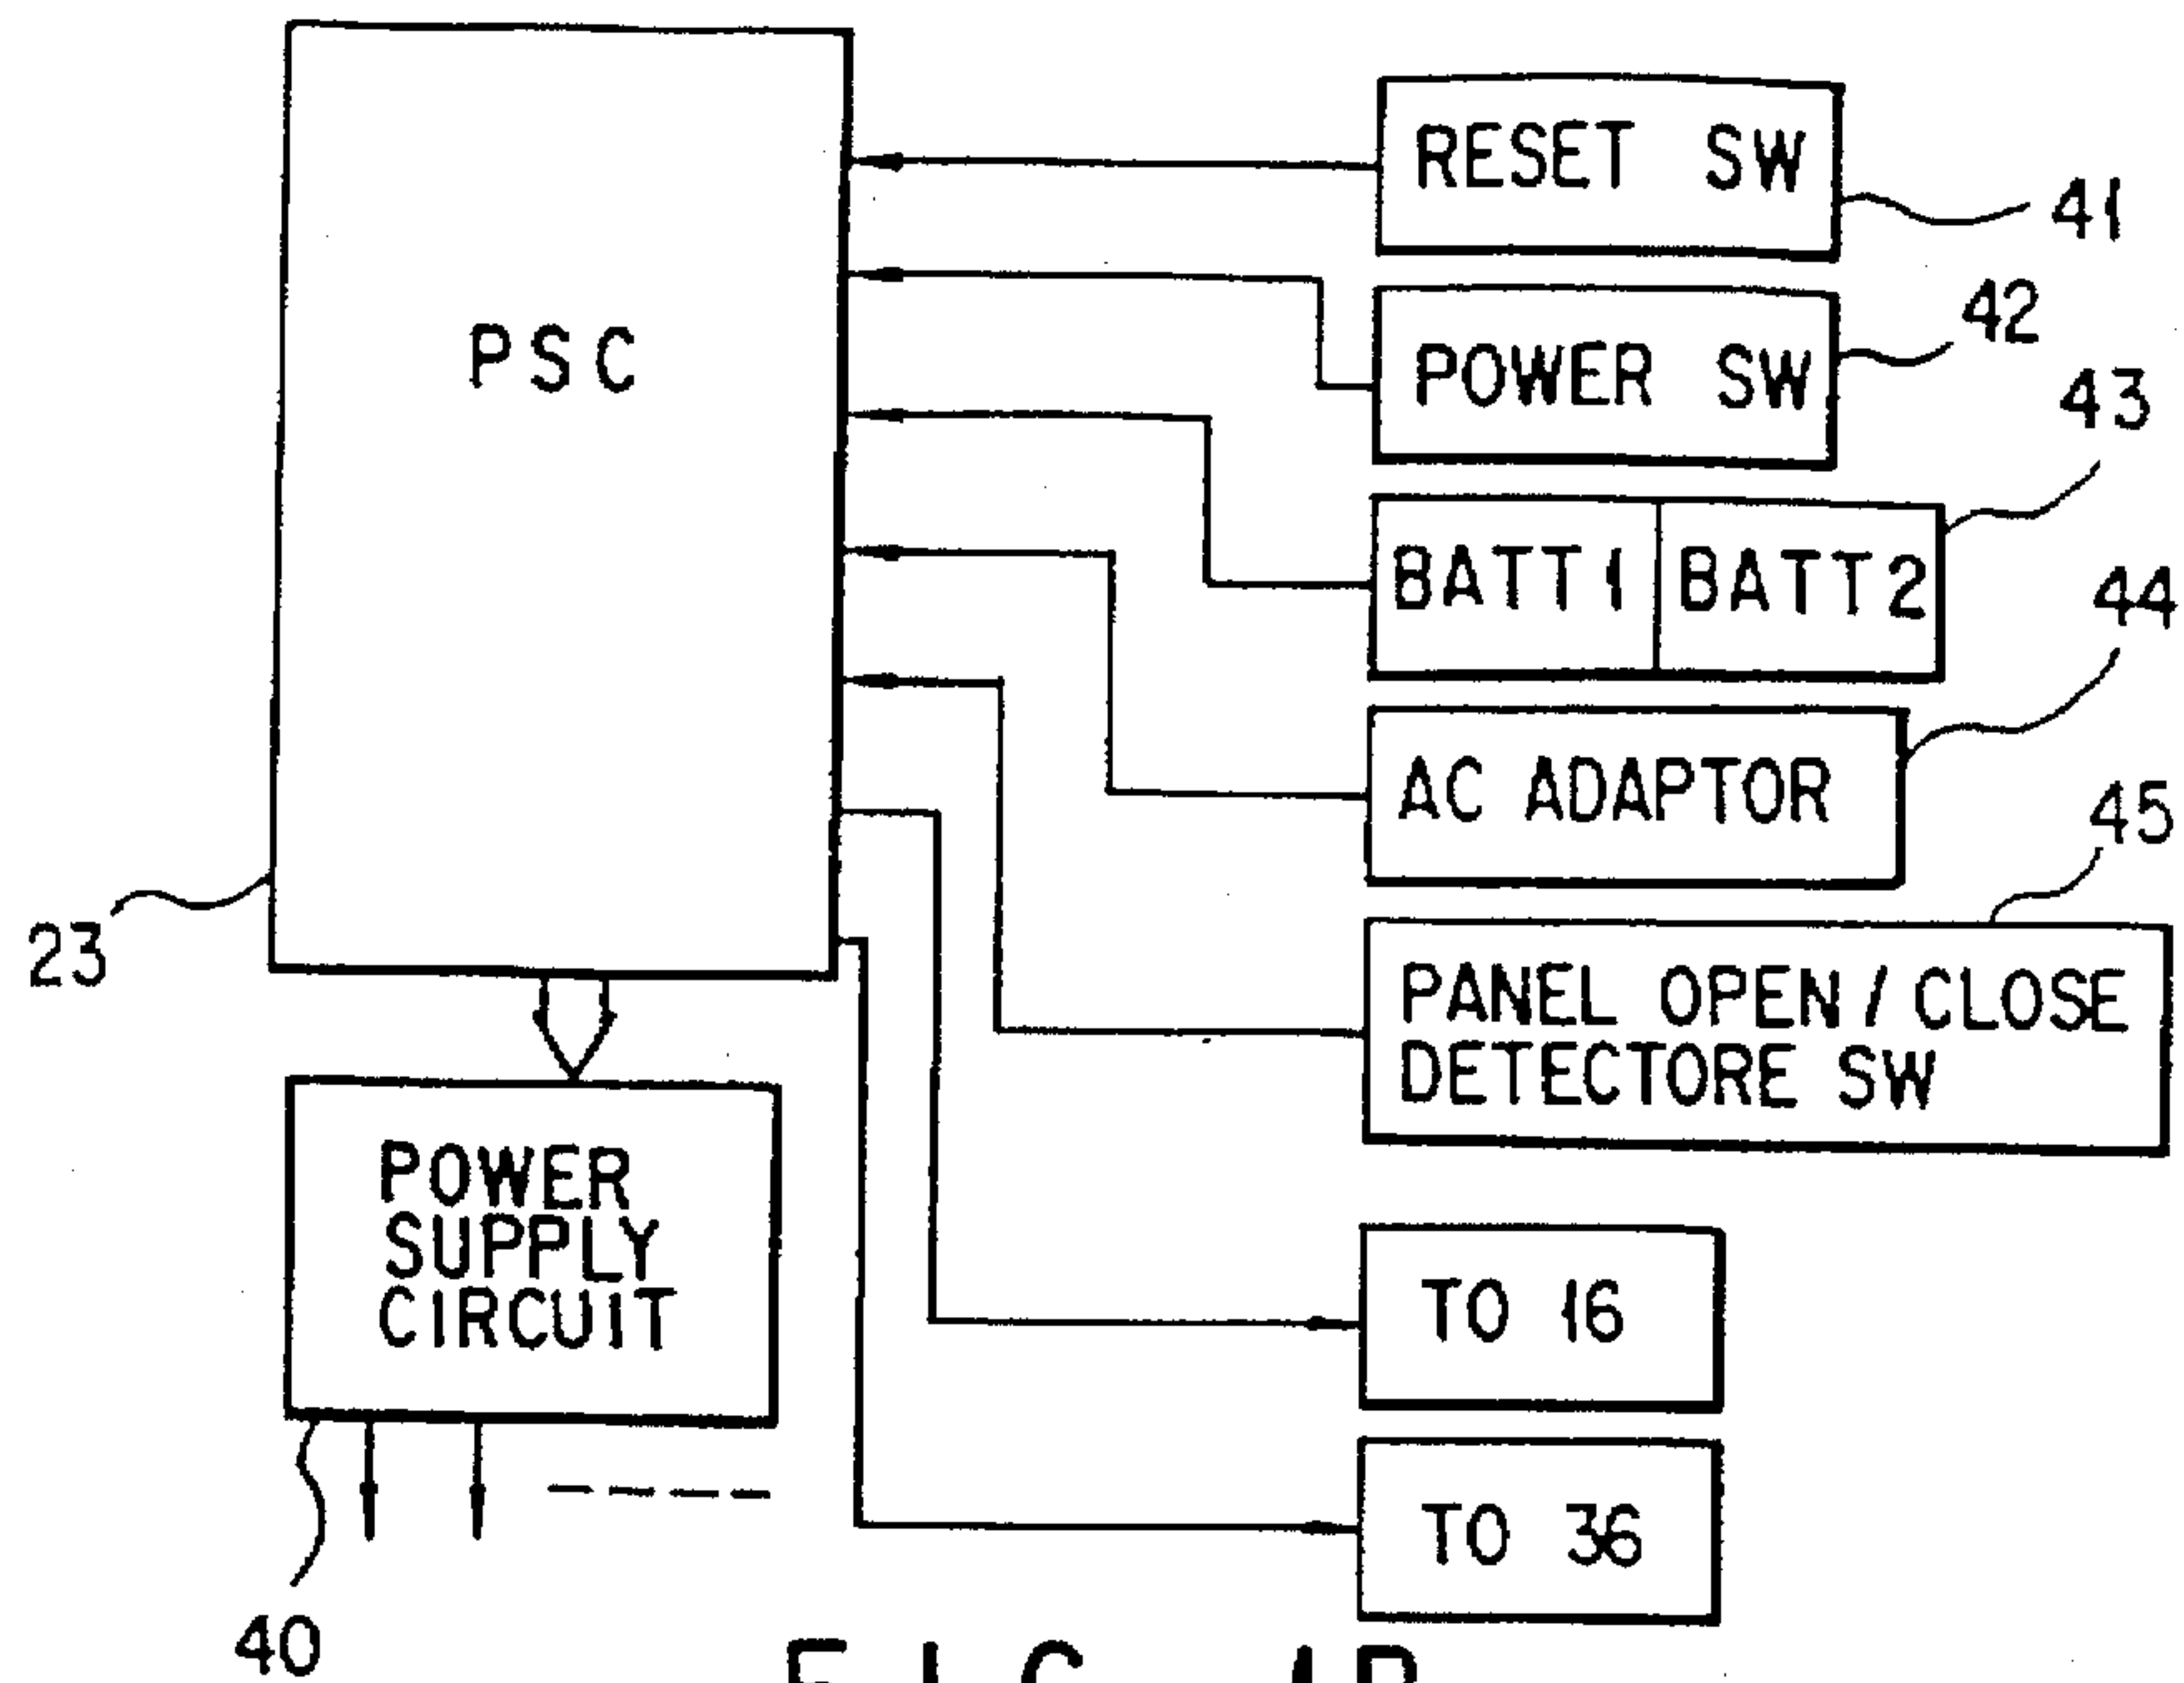 PSC
RESET SW
41
POWER SW
42
BATT1 BATT2
43
AC ADAPTOR
44
PANEL OPEN/CLOSE
DETECTORE SW
45
23
POWER
SUPPLY
CIRCUIT
40
TO 16
TO 36